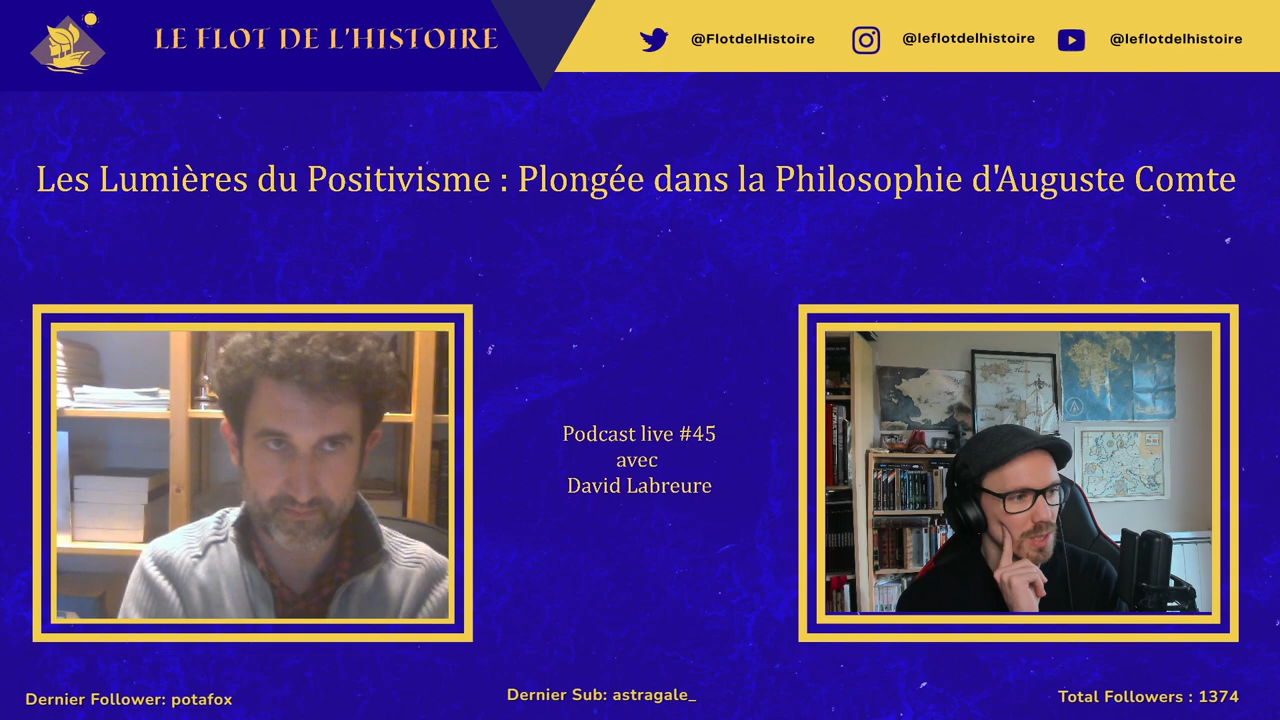 LE FLOT DE L'HISTOIRE
@FlotdelHistoire
@leflotdelhistoire
@leflotdelhistoire
Les Lumières du Positivisme : Plongée dans la Philosophie d'Auguste Comte
Podcast live #45
avec
David Labreure
Dernier Follower: potafox
Dernier Sub: astragale_
Total Followers : 1374